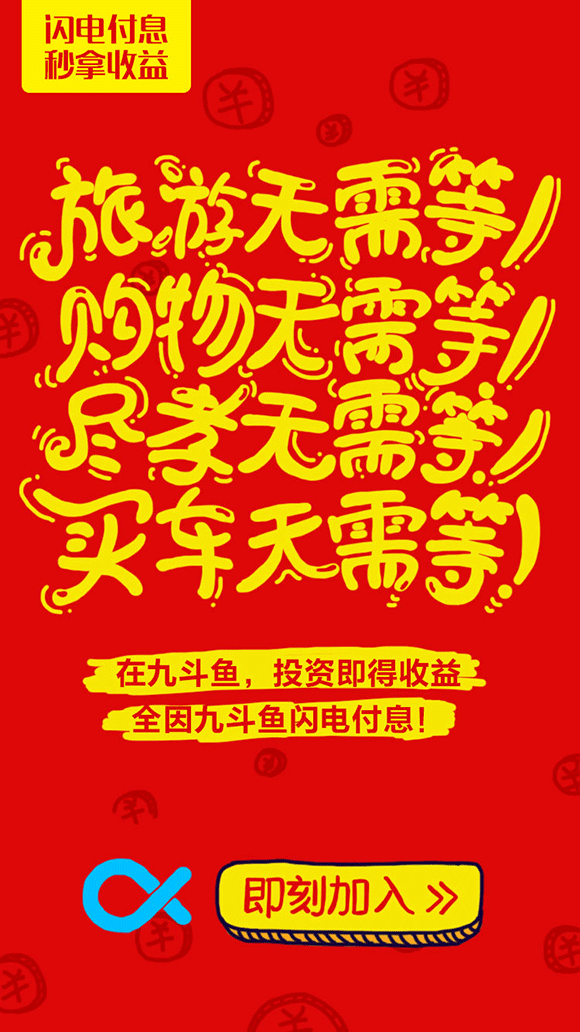 闪电付息
秒拿收益
旅游无需等!
购物无需等!
尽孝无需等!
买车无需等!
在九斗鱼，投资即得收益
全因九斗鱼闪电付息！
即刻加入 >>